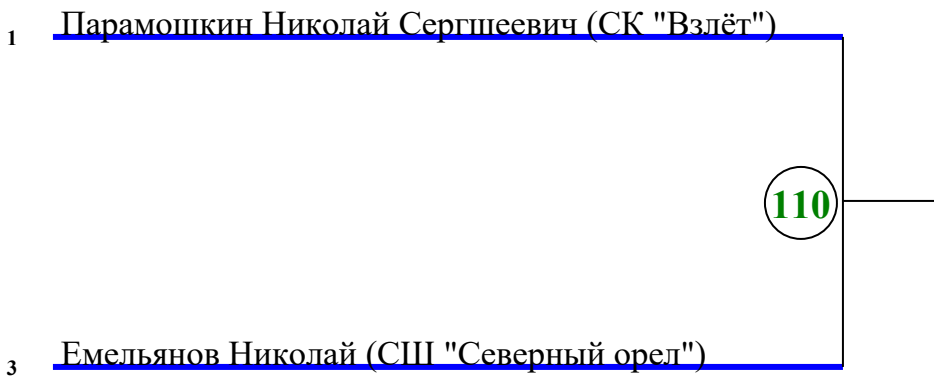 1 Парамошкин Николай Сергшеевич (СК "Взлёт")
110
3 Емельянов Николай (СШ "Северный орел")